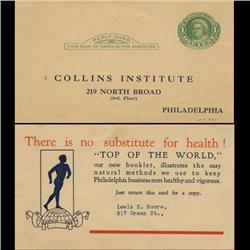 REPLY CARD
THIS SIDE OF CARD IS FOR ADDRESS
COLLINS INSTITUTE
219 NORTH BROAD
(3rd. Floor)
PHILADELPHIA
There is no substitute for health !
"TOP OF THE WORLD,"
our new booklet, illustrates the easy
natural methods we use to keep
Philadelphia business men healthy and vigorous.
Just return this card for a copy.
Lewis S. Moore,
917 Green St.,